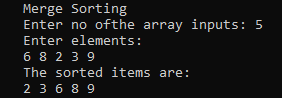 Merge Sorting
Enter no ofthe array inputs: 5
Enter elements:
6 8 2 3 9
The sorted items are:
2 3 6 8 9